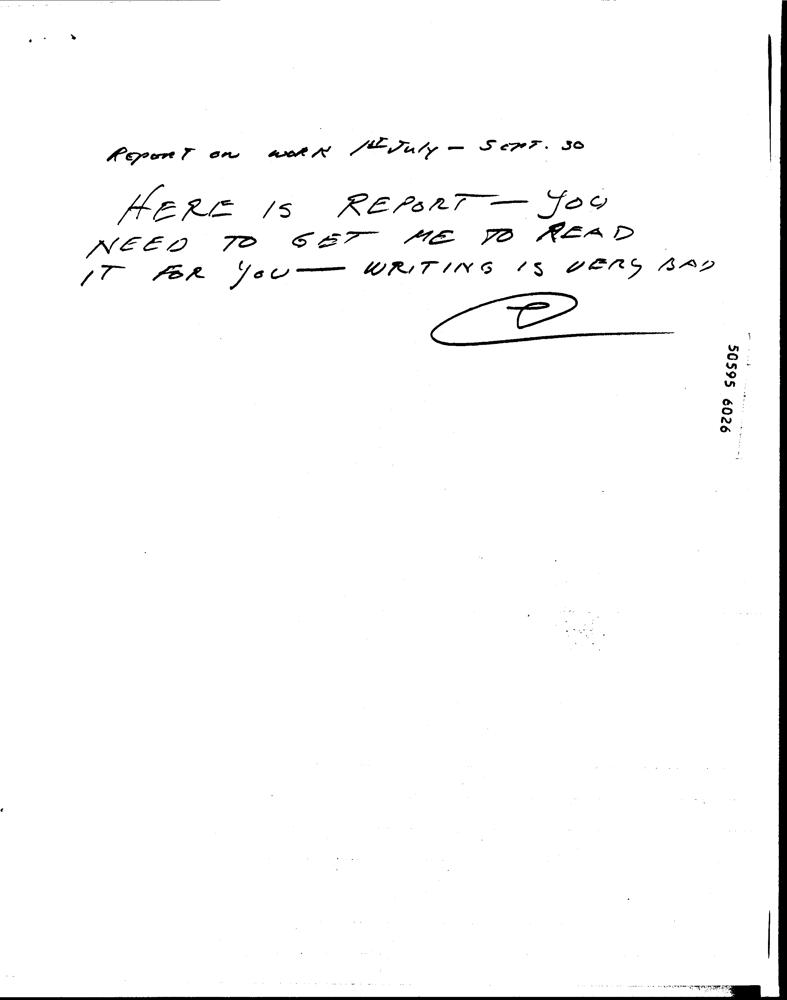 REPORT ON WORK 1ST July - SEPT. 30
HERE IS REPORT — YOU
NEED TO GET ME TO READ
IT FOR YOU — WRITING IS VERY BAD
50595 6026